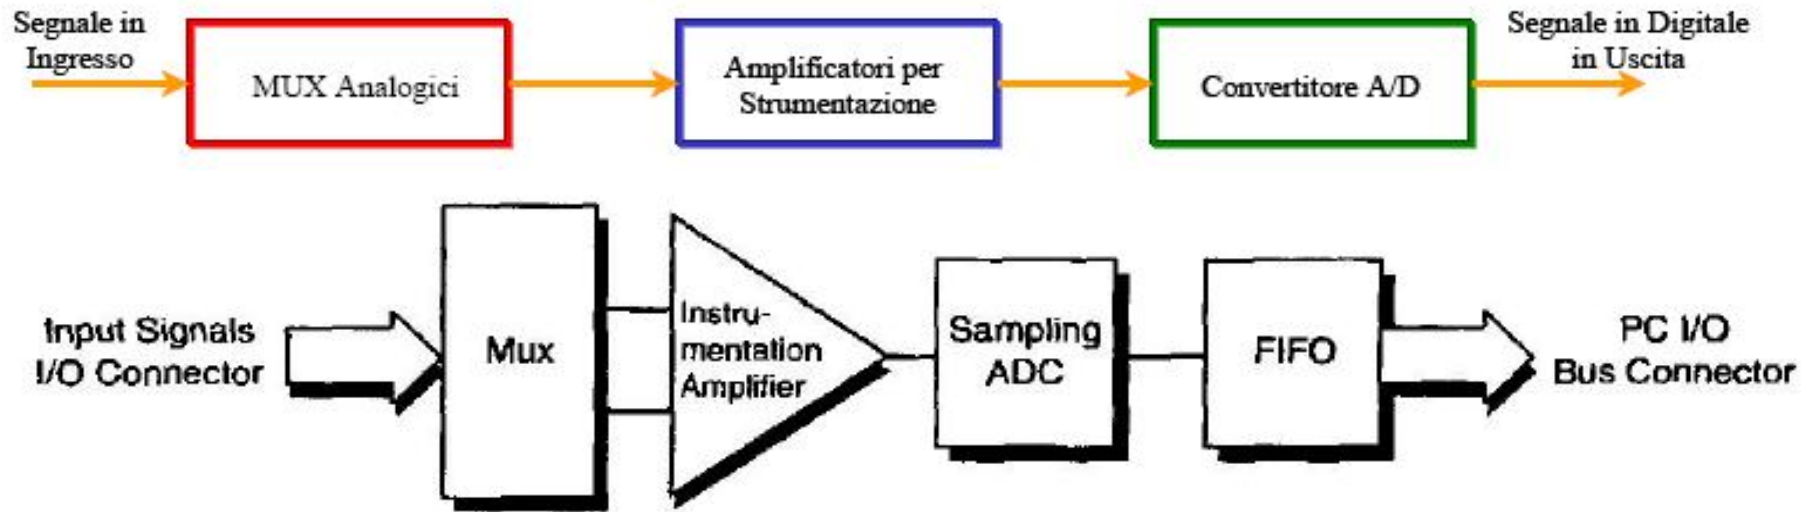 Segnale in
Ingresso
MUX Analogici
Amplificatori per
Strumentazione
Convertitore A/D
Segnale in Digitale
in Uscita
Input Signals
I/O Connector
Mux
Instru-
mentation
Amplifier
Sampling
ADC
FIFO
PC I/O
Bus Connector